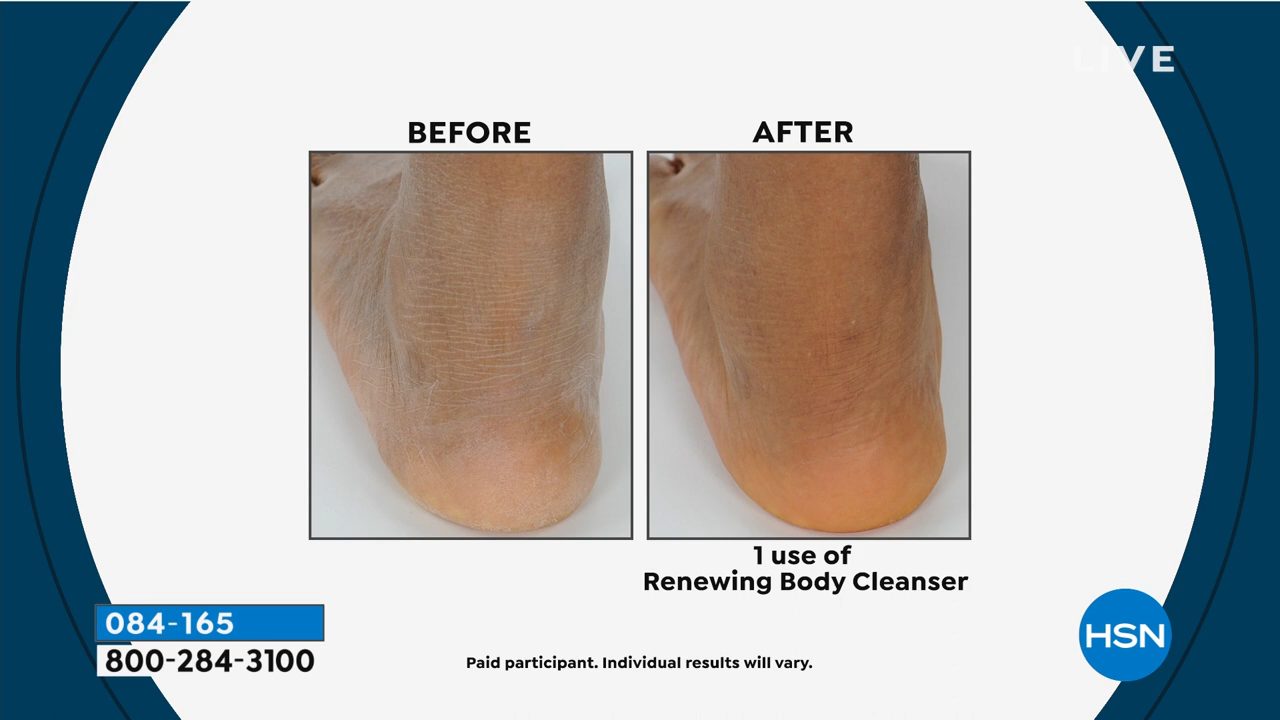 LIVE
BEFORE
AFTER
1 use of
Renewing Body Cleanser
084-165
800-284-3100
Paid participant. Individual results will vary.
HSN